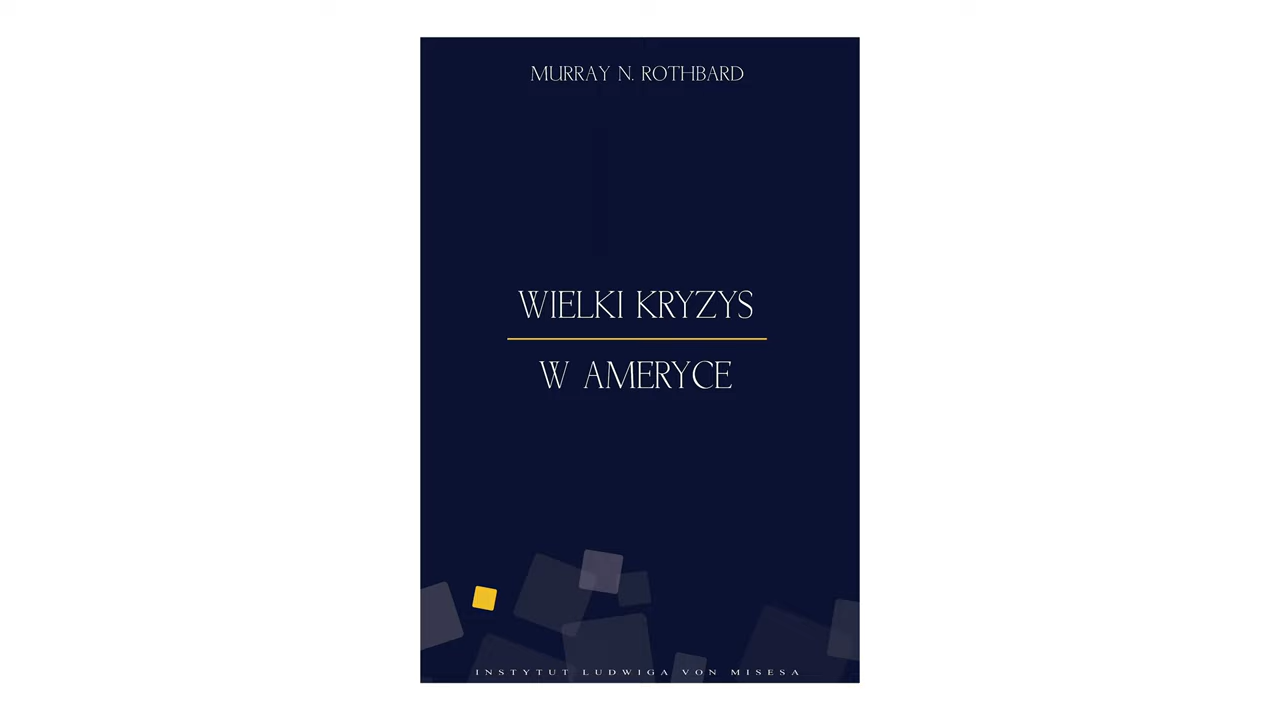 MURRAY N. ROTHBARD
WIELKI KRYZYS
W AMERYCE
INSTYTUT LUDWIGA VON MISESA